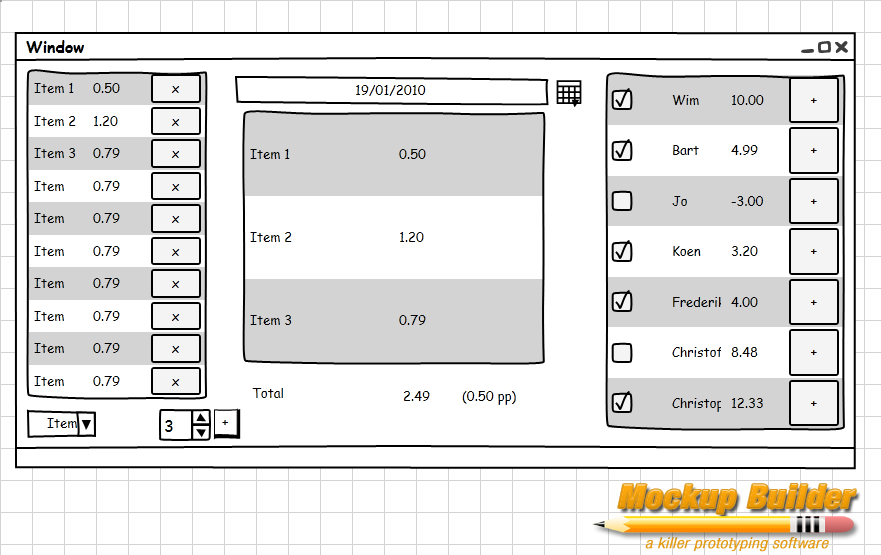 Window
Item 1 0.50 x
Item 2 1.20 x
Item 3 0.79 x
Item 0.79 x
Item 0.79 x
Item 0.79 x
Item 0.79 x
Item 0.79 x
Item 0.79 x
Item 0.79 x
Item 3 +
19/01/2010
Item 1 0.50
Item 2 1.20
Item 3 0.79
Total 2.49 (0.50 pp)
Wim 10.00 +
Bart 4.99 +
Jo -3.00 +
Koen 3.20 +
Frederik 4.00 +
Christof 8.48 +
Christop 12.33 +
Mockup Builder
a killer prototyping software